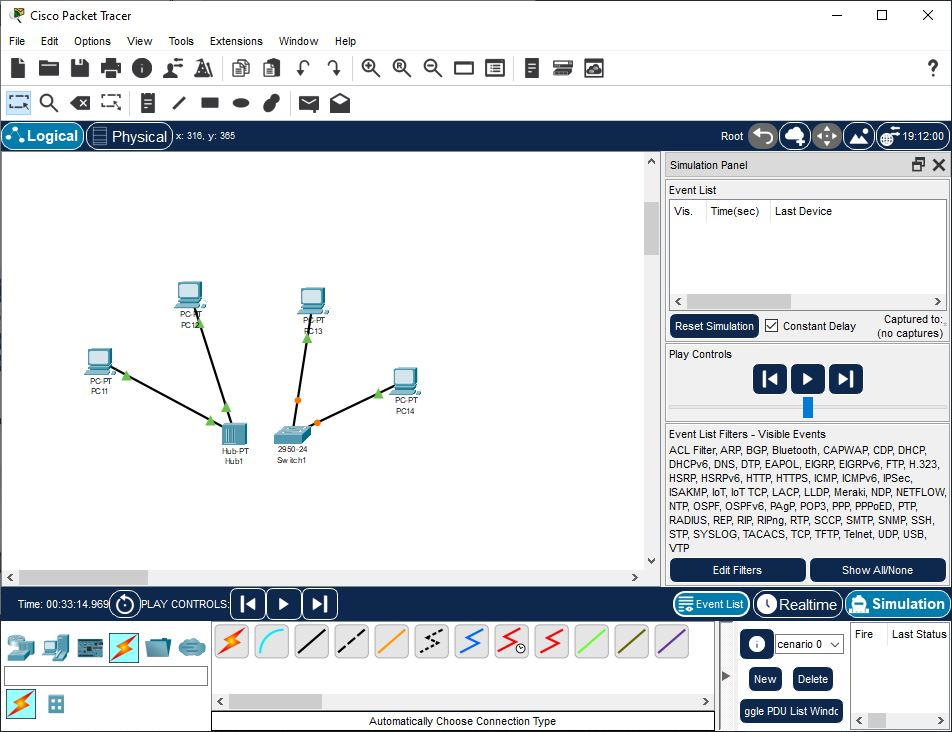 Cisco Packet Tracer
File Edit Options View Tools Extensions Window Help
Logical Physical x: 316, y: 365 Root 19:12:00
Simulation Panel
Event List
Vis. Time(sec) Last Device
Reset Simulation Constant Delay Captured to:
(no captures)
Play Controls
PC-PT
PC12
PC-PT
PC13
PC-PT
PC11
PC-PT
PC14
Hub-PT
Hub1
2950-24
Switch1
Event List Filters - Visible Events
ACL Filter, ARP, BGP, Bluetooth, CAPWAP, CDP, DHCP,
DHCPv6, DNS, DTP, EAPOL, EIGRP, EIGRPv6, FTP, H.323,
HSRP, HSRPv6, HTTP, HTTPS, ICMP, ICMPv6, IPSec,
ISAKMP, IoT, IoT TCP, LACP, LLDP, Meraki, NDP, NETFLOW,
NTP, OSPF, OSPFv6, PAgP, POP3, PPP, PPPoED, PTP,
RADIUS, REP, RIP, RIPng, RTP, SCCP, SMTP, SNMP, SSH,
STP, SYSLOG, TACACS, TCP, TFTP, Telnet, UDP, USB,
VTP
Edit Filters Show All/None
Time: 00:33:14.969 PLAY CONTROLS: Event List Realtime Simulation
cenario 0 Fire Last Status
New Delete
ggle PDU List Windo
Automatically Choose Connection Type